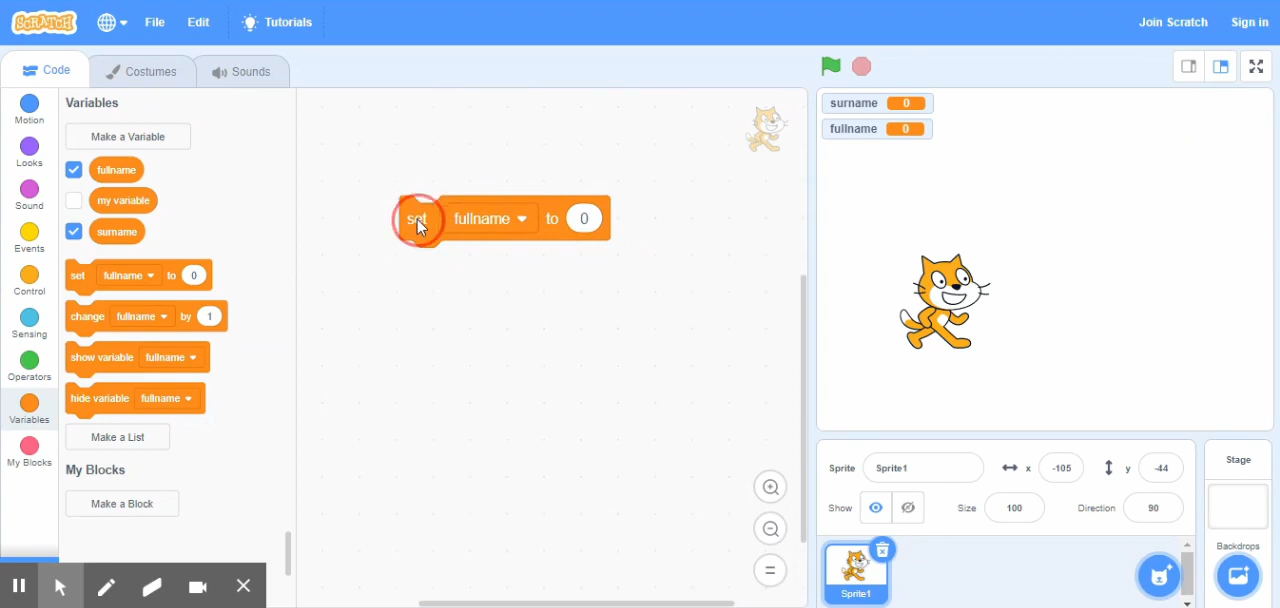 SCRATCH File Edit Tutorials Join Scratch Sign in
Code Costumes Sounds
Motion
Looks
Sound
Events
Control
Sensing
Operators
Variables
My Blocks
Variables
Make a Variable
fullname
my variable
surname
set fullname to 0
change fullname by 1
show variable fullname
hide variable fullname
Make a List
My Blocks
Make a Block
set fullname to 0
surname 0
fullname 0
Sprite Sprite1 x -105 y -44
Show Size 100 Direction 90
Sprite1
Stage
Backdrops